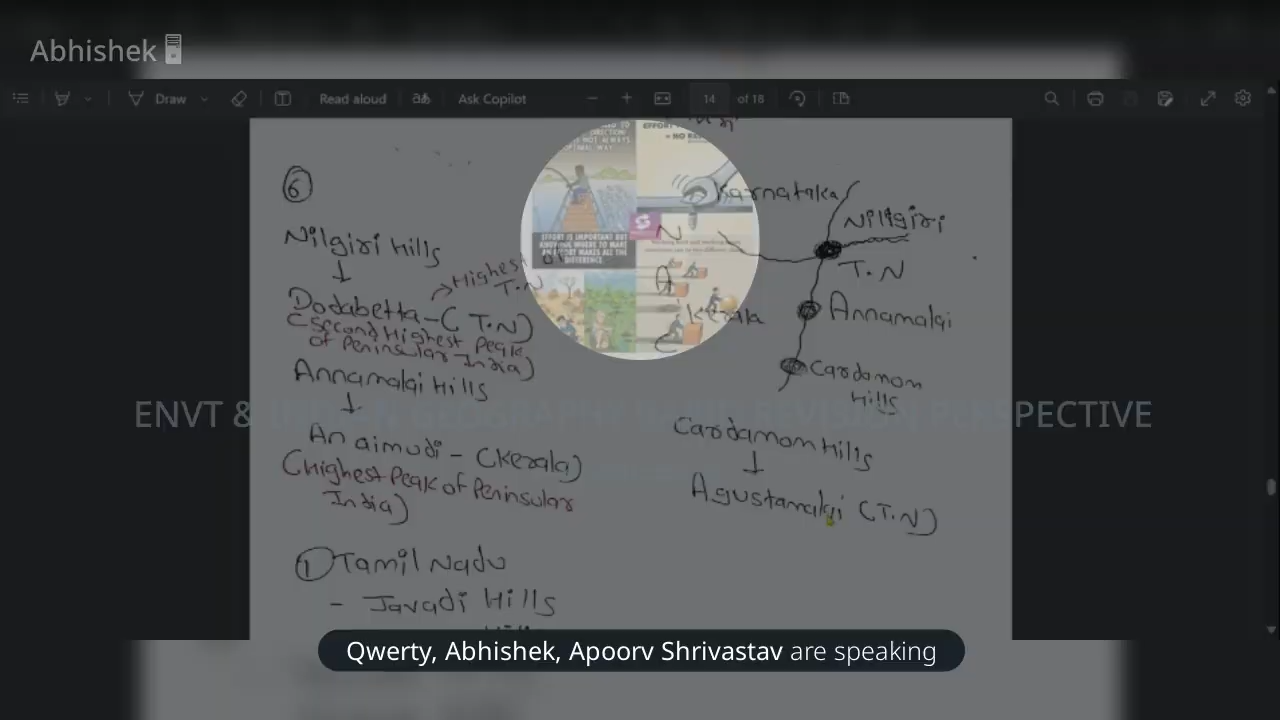 Abhishek
Draw
Read aloud
Ask Copilot
14
of 18
6
Nilgiri Hills
Highest
T.N
Dodabetta - (T.N)
(Second Highest Peak
of Peninsular India)
Annamalai Hills
Anaimudi - (Kerala)
(Highest Peak of Peninsular
India)
1 Tamil Nadu
- Javadi Hills
EFFORT IS IMPORTANT BUT
KNOWING WHERE TO MAKE
AN EFFORT MAKES ALL THE
DIFFERENCE.
Karnataka
Niligiri
T.N
Kerala
Annamalai
Cardamom
Hills
Cardamom Hills
Agustamalai (T.N)
ENVT & PERSPECTIVE
Qwerty, Abhishek, Apoorv Shrivastav are speaking